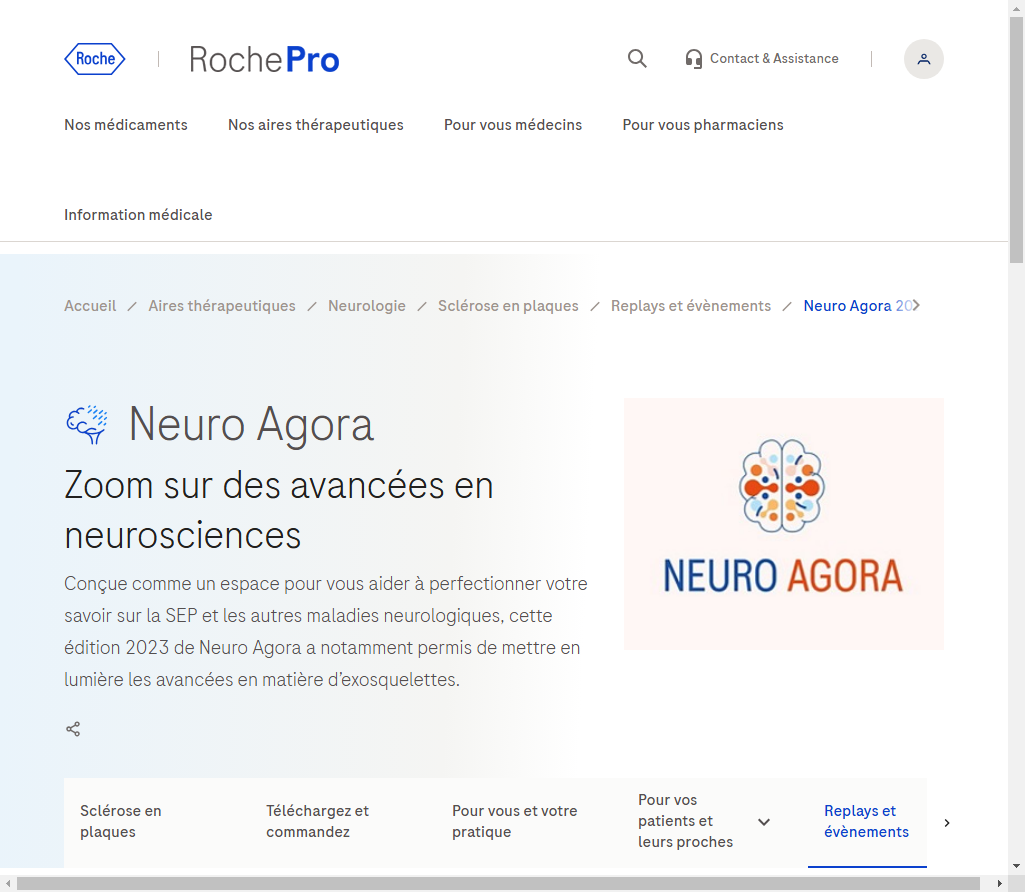 Roche
RochePro
Contact & Assistance
Nos médicaments
Nos aires thérapeutiques
Pour vous médecins
Pour vous pharmaciens
Information médicale
Accueil / Aires thérapeutiques / Neurologie / Sclérose en plaques / Replays et évènements / Neuro Agora 20
Neuro Agora
Zoom sur des avancées en
neurosciences
Conçue comme un espace pour vous aider à perfectionner votre
savoir sur la SEP et les autres maladies neurologiques, cette
édition 2023 de Neuro Agora a notamment permis de mettre en
lumière les avancées en matière d’exosquelettes.
NEURO AGORA
Sclérose en
plaques
Téléchargez et
commandez
Pour vous et votre
pratique
Pour vos
patients et
leurs proches
Replays et
évènements